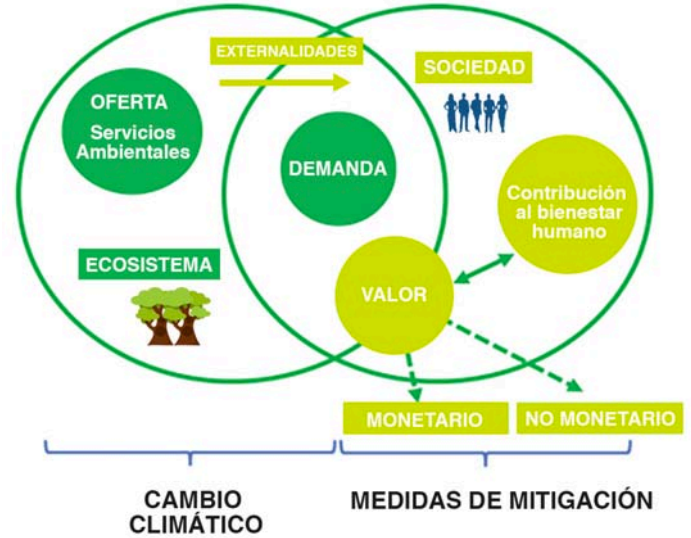 EXTERNALIDADES
SOCIEDAD
OFERTA
Servicios
Ambientales
DEMANDA
Contribución
al bienestar
humano
ECOSISTEMA
VALOR
MONETARIO
NO MONETARIO
CAMBIO
CLIMÁTICO
MEDIDAS DE MITIGACIÓN